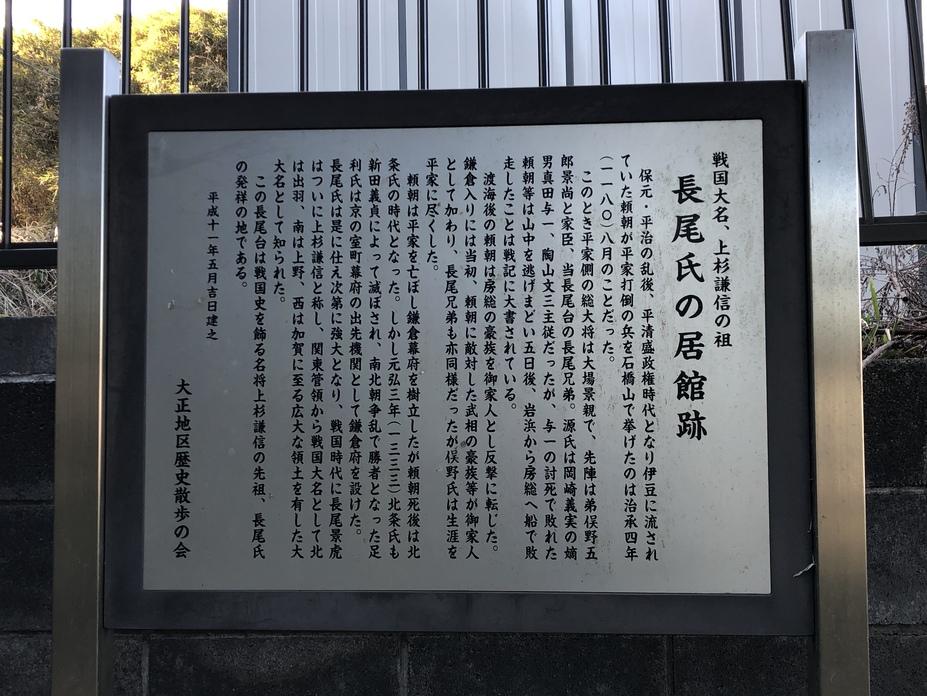 戦国大名、上杉謙信の祖
長尾氏の居館跡
保元・平治の乱後、平清盛政権時代となり伊豆に流され
ていた頼朝が平家打倒の兵を石橋山で挙げたのは治承四年
(一一八〇)八月のことだった。
このとき平家側の総大将は大場景親で、先陣は弟俣野五
郎景尚と家臣、当長尾台の長尾兄弟。源氏は岡崎義実の嫡
男真田与一、陶山文三主従だったが、与一の討死で敗れた
頼朝等は山中を逃げまどい五日後、岩浜から房総へ船で敗
走したことは戦記に大書されている。
渡海後の頼朝は房総の豪族を御家人とし反撃に転じた。
鎌倉入りには当初、頼朝に敵対した武相の豪族等が御家人
として加わり、長尾兄弟も亦同様だったが俣野氏は生涯を
平家に尽くした。
頼朝は平家を亡ぼし鎌倉幕府を樹立したが頼朝死後は北
条氏の時代となった。しかし元弘三年(一三三三)北条氏も
新田義貞によって滅ぼされ、南北朝争乱で勝者となった足
利氏は京の室町幕府の出先機関として鎌倉府を設けた。
長尾氏は是に仕え次第に強大となり、戦国時代に長尾景虎
はついに上杉謙信と称し、関東管領から戦国大名として北
は出羽、南は上野、西は加賀に至る広大な領土を有した大
大名として知られた。
この長尾台は戦国史を飾る名将上杉謙信の先祖、長尾氏
の発祥の地である。
平成十一年五月吉日建之
大正地区歴史散歩の会